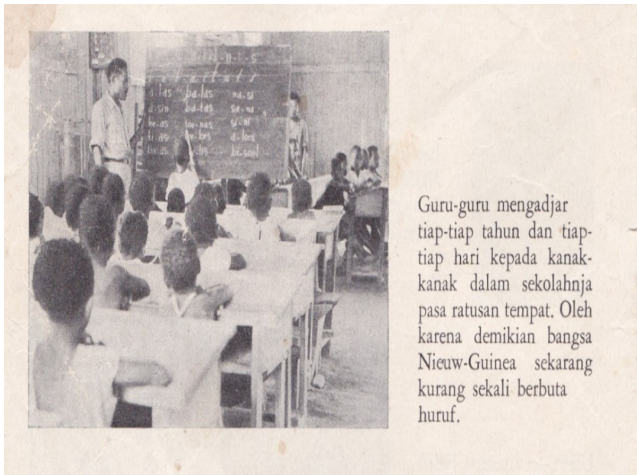 Guru-guru mengadjar
tiap-tiap tahun dan tiap-
tiap hari kepada kanak-
kanak dalam sekolahnja
pasa ratusan tempat. Oleh
karena demikian bangsa
Nieuw-Guinea sekarang
kurang sekali berbuta
huruf.